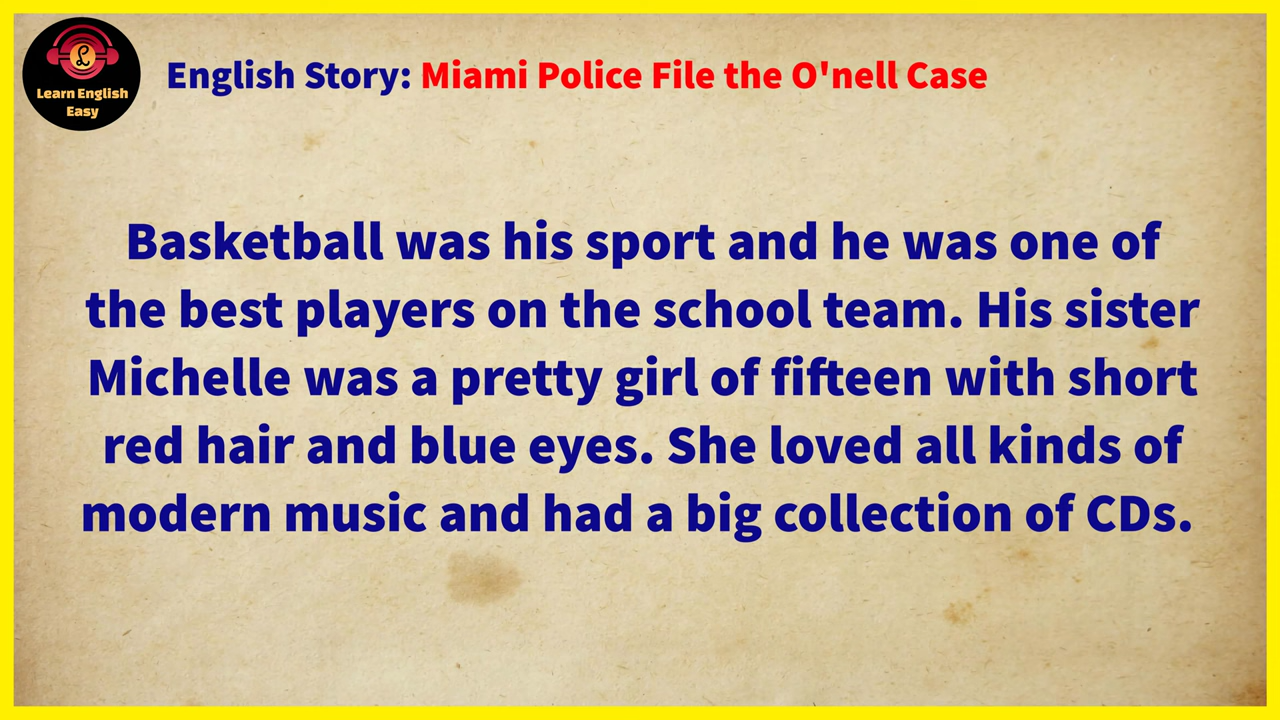 Learn English
Easy
English Story: Miami Police File the O'nell Case
Basketball was his sport and he was one of
the best players on the school team. His sister
Michelle was a pretty girl of fifteen with short
red hair and blue eyes. She loved all kinds of
modern music and had a big collection of CDs.